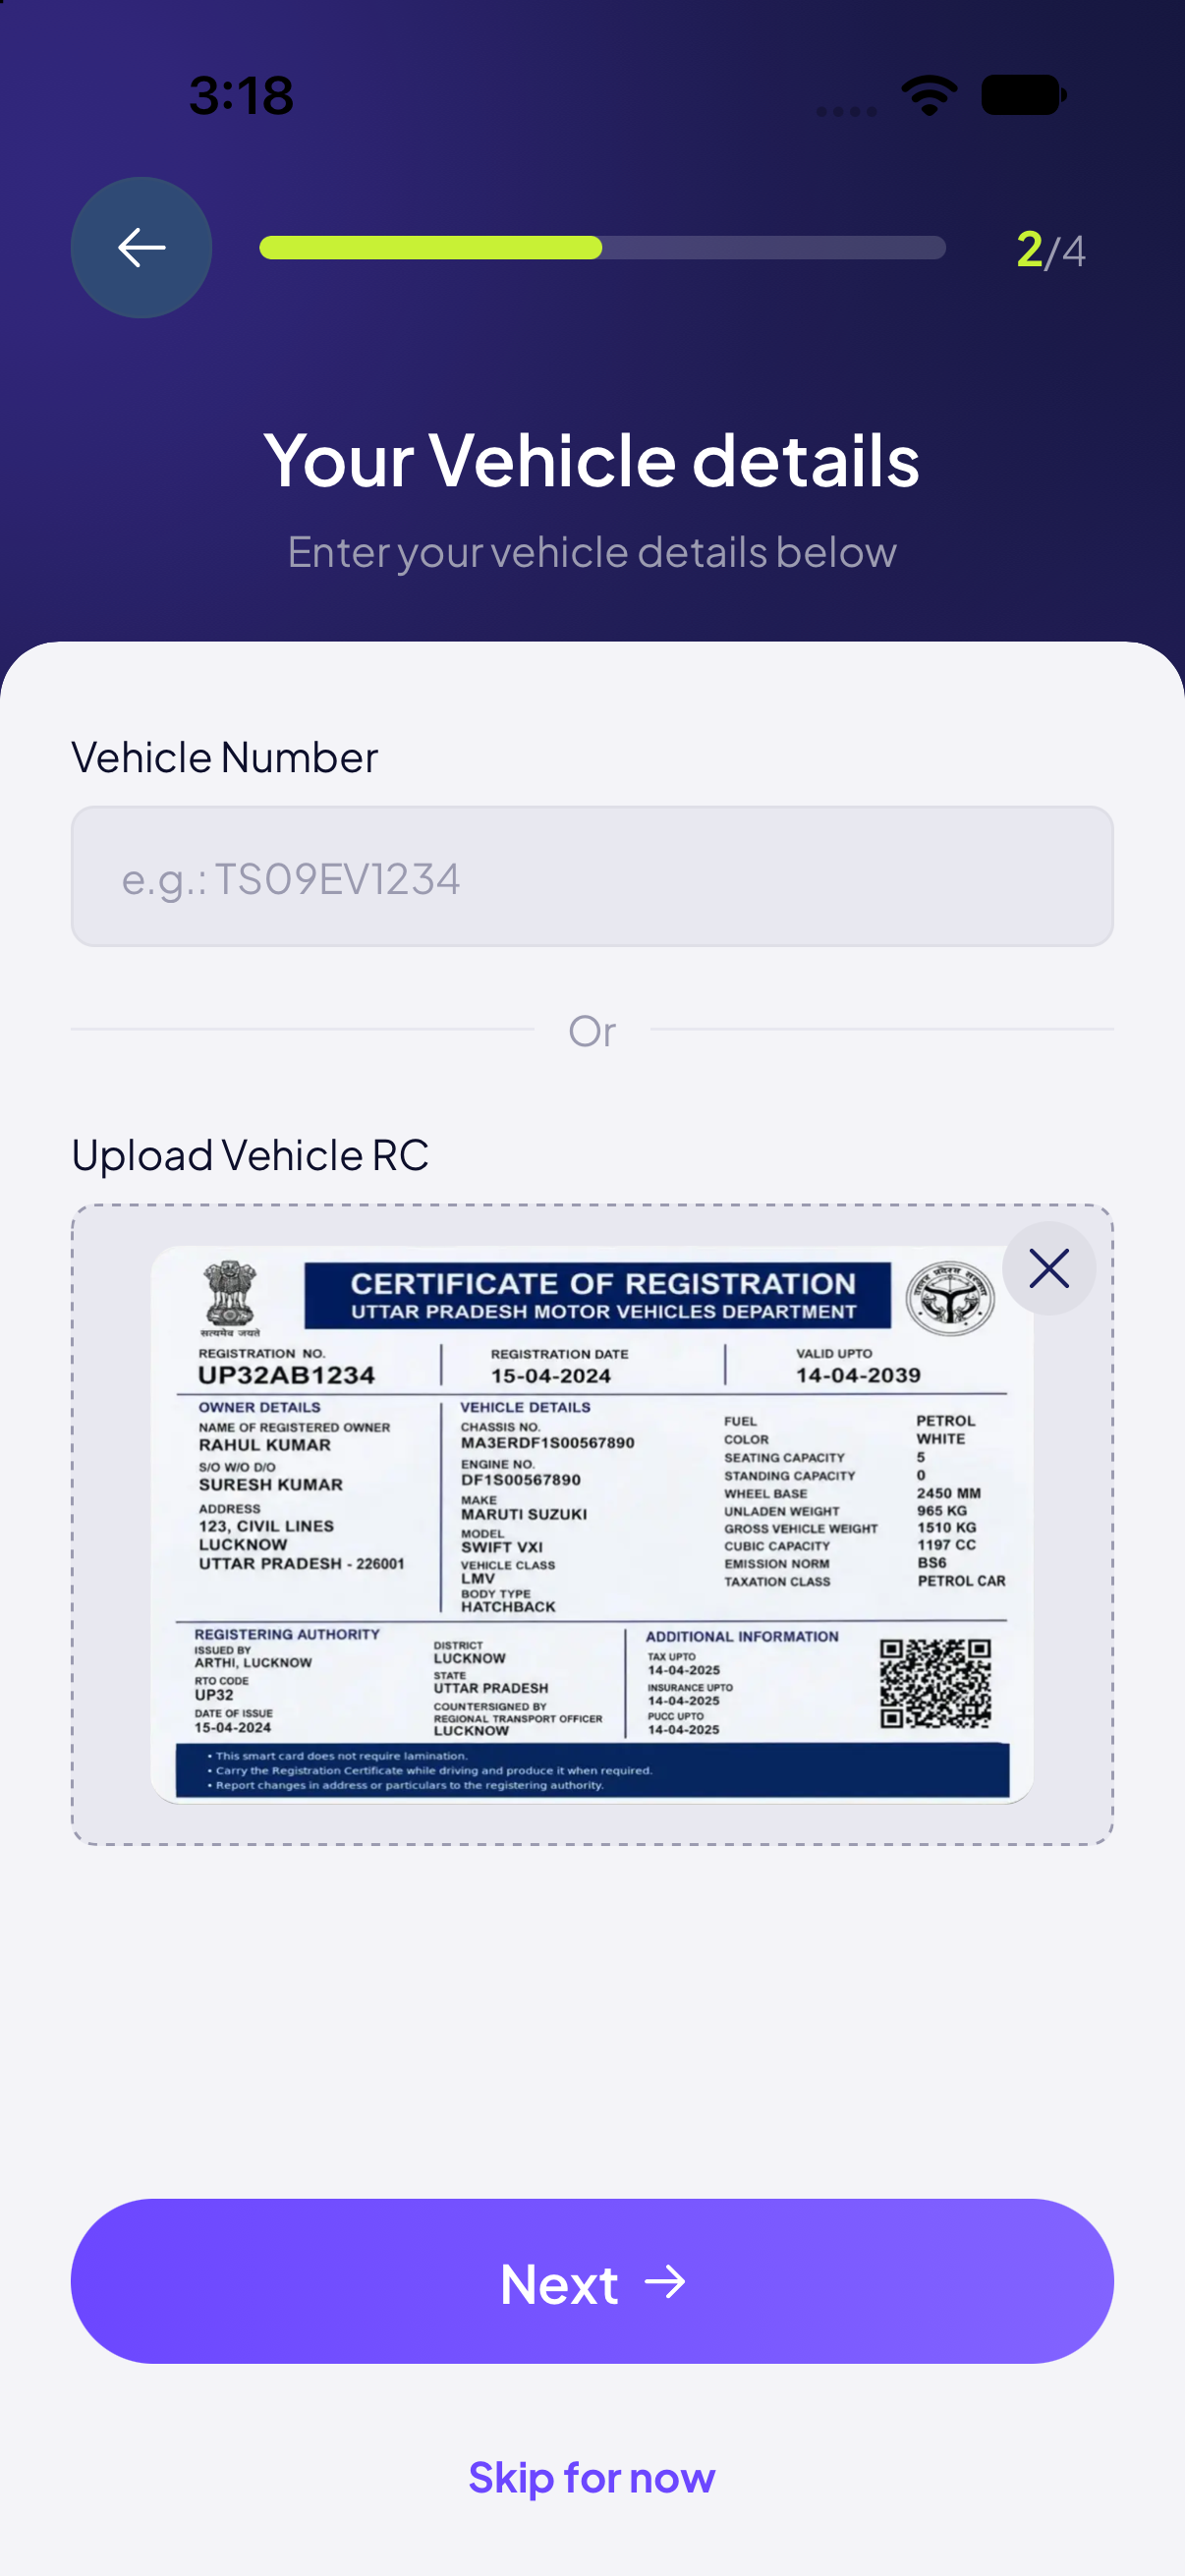 3:18
2/4
Your Vehicle details
Enter your vehicle details below
Vehicle Number
e.g.: TS09EV1234
Or
Upload Vehicle RC
सत्यमेव जयते
CERTIFICATE OF REGISTRATION
UTTAR PRADESH MOTOR VEHICLES DEPARTMENT
REGISTRATION NO.
UP32AB1234
REGISTRATION DATE
15-04-2024
VALID UPTO
14-04-2039
OWNER DETAILS
NAME OF REGISTERED OWNER
RAHUL KUMAR
S/O W/O D/O
SURESH KUMAR
ADDRESS
123, CIVIL LINES
LUCKNOW
UTTAR PRADESH - 226001
VEHICLE DETAILS
CHASSIS NO.
MA3ERDF1S00567890
ENGINE NO.
DF1S00567890
MAKE
MARUTI SUZUKI
MODEL
SWIFT VXI
VEHICLE CLASS
LMV
BODY TYPE
HATCHBACK
FUEL PETROL
COLOR WHITE
SEATING CAPACITY 5
STANDING CAPACITY 0
WHEEL BASE 2450 MM
UNLADEN WEIGHT 965 KG
GROSS VEHICLE WEIGHT 1510 KG
CUBIC CAPACITY 1197 CC
EMISSION NORM BS6
TAXATION CLASS PETROL CAR
REGISTERING AUTHORITY
ISSUED BY
ARTHI, LUCKNOW
RTO CODE
UP32
DATE OF ISSUE
15-04-2024
DISTRICT
LUCKNOW
STATE
UTTAR PRADESH
COUNTERSIGNED BY
REGIONAL TRANSPORT OFFICER
LUCKNOW
ADDITIONAL INFORMATION
TAX UPTO
14-04-2025
INSURANCE UPTO
14-04-2025
PUCC UPTO
14-04-2025
• This smart card does not require lamination.
• Carry the Registration Certificate while driving and produce it when required.
• Report changes in address or particulars to the registering authority.
Next
Skip for now